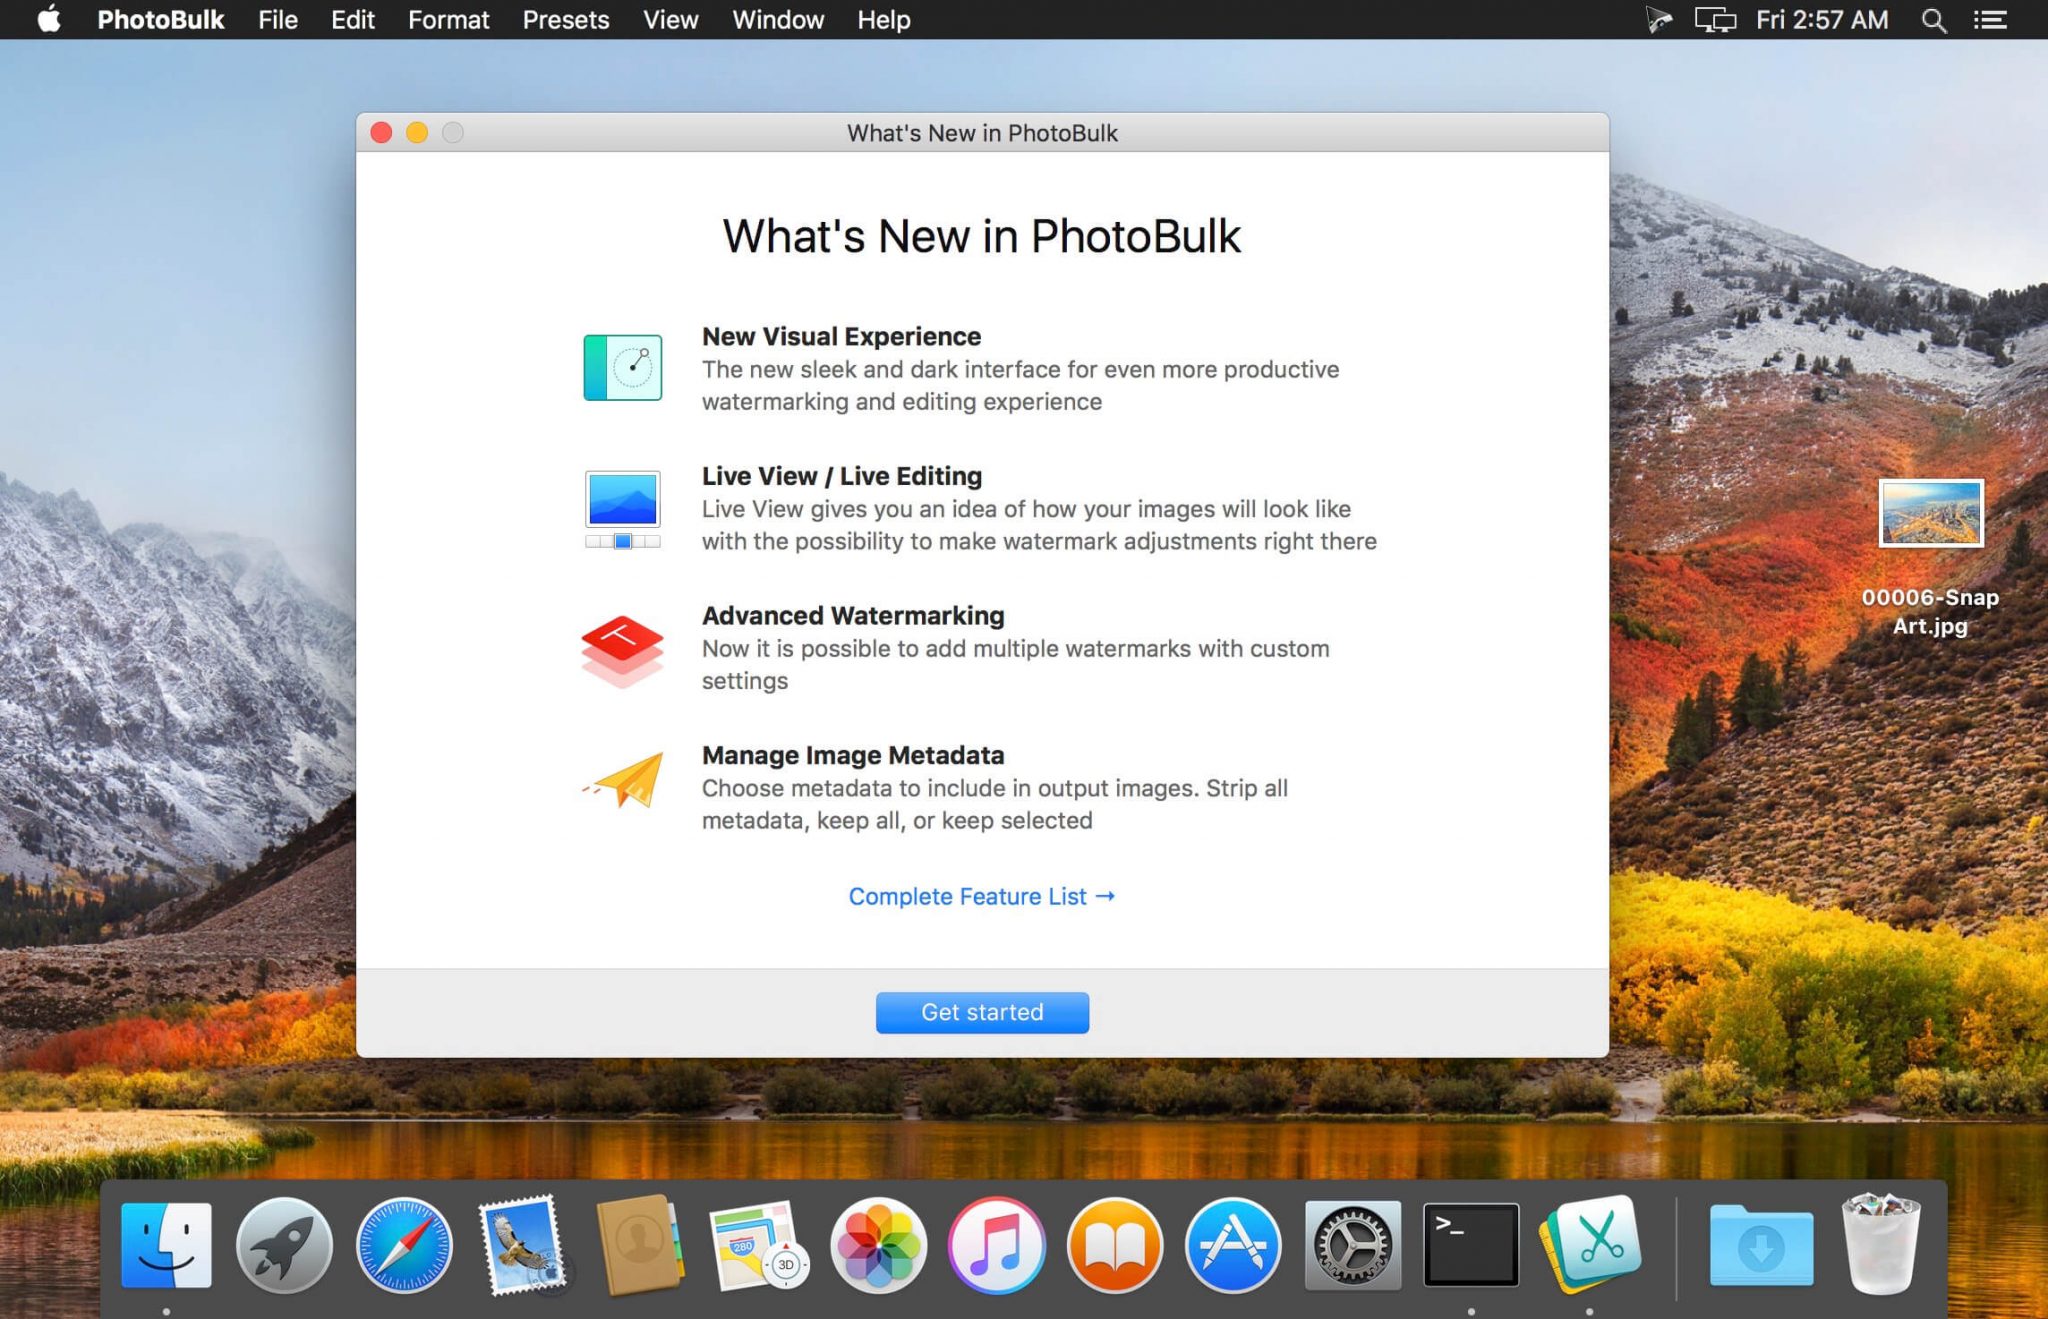 PhotoBulk File Edit Format Presets View Window Help Fri 2:57 AM
What's New in PhotoBulk
What's New in PhotoBulk
New Visual Experience
The new sleek and dark interface for even more productive
watermarking and editing experience
Live View / Live Editing
Live View gives you an idea of how your images will look like
with the possibility to make watermark adjustments right there
Advanced Watermarking
Now it is possible to add multiple watermarks with custom
settings
Manage Image Metadata
Choose metadata to include in output images. Strip all
metadata, keep all, or keep selected
Complete Feature List →
Get started
00006-Snap
Art.jpg
280
3D
>_